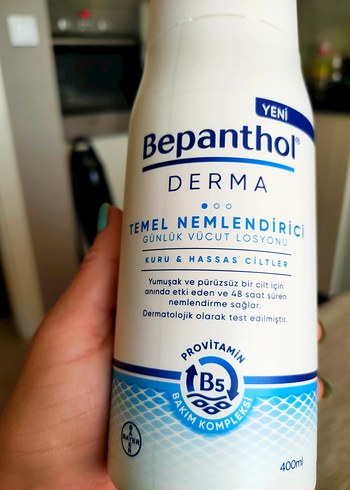 YENİ
Bepanthol®
DERMA
TEMEL NEMLENDİRİCİ
GÜNLÜK VÜCUT LOSYONU
KURU & HASSAS CİLTLER
Yumuşak ve pürüzsüz bir cilt için
anında etki eden ve 48 saat süren
nemlendirme sağlar.
Dermatolojik olarak test edilmiştir.
PROVİTAMİN
B5
BAKIM KOMPLEKSİ
BAYER
BAYER
400ml